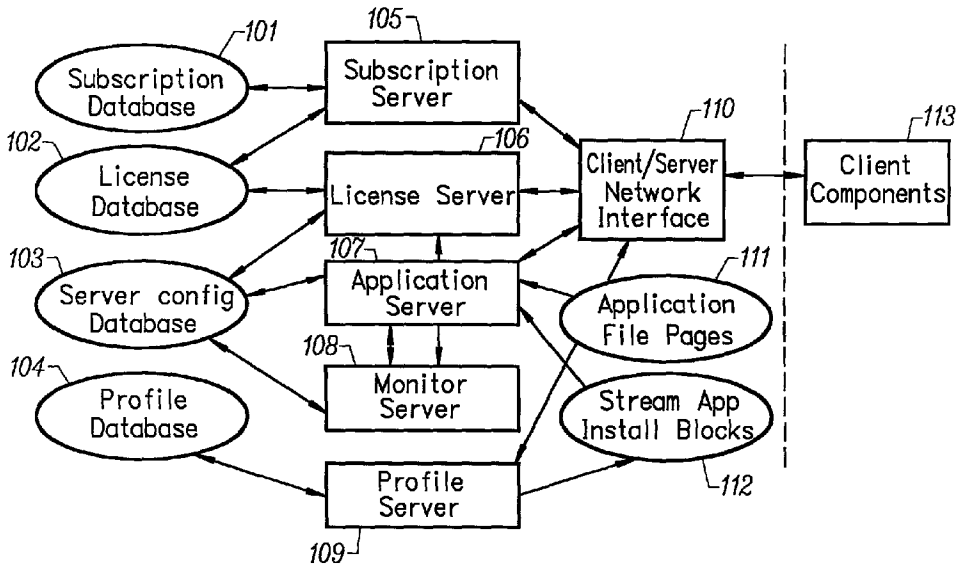 101
Subscription
Database
105
Subscription
Server
102
License
Database
106
License Server
110
Client/Server
Network
Interface
113
Client
Components
103
Server config
Database
107
Application
Server
111
Application
File Pages
104
Profile
Database
108
Monitor
Server
Stream App
Install Blocks
112
Profile
Server
109